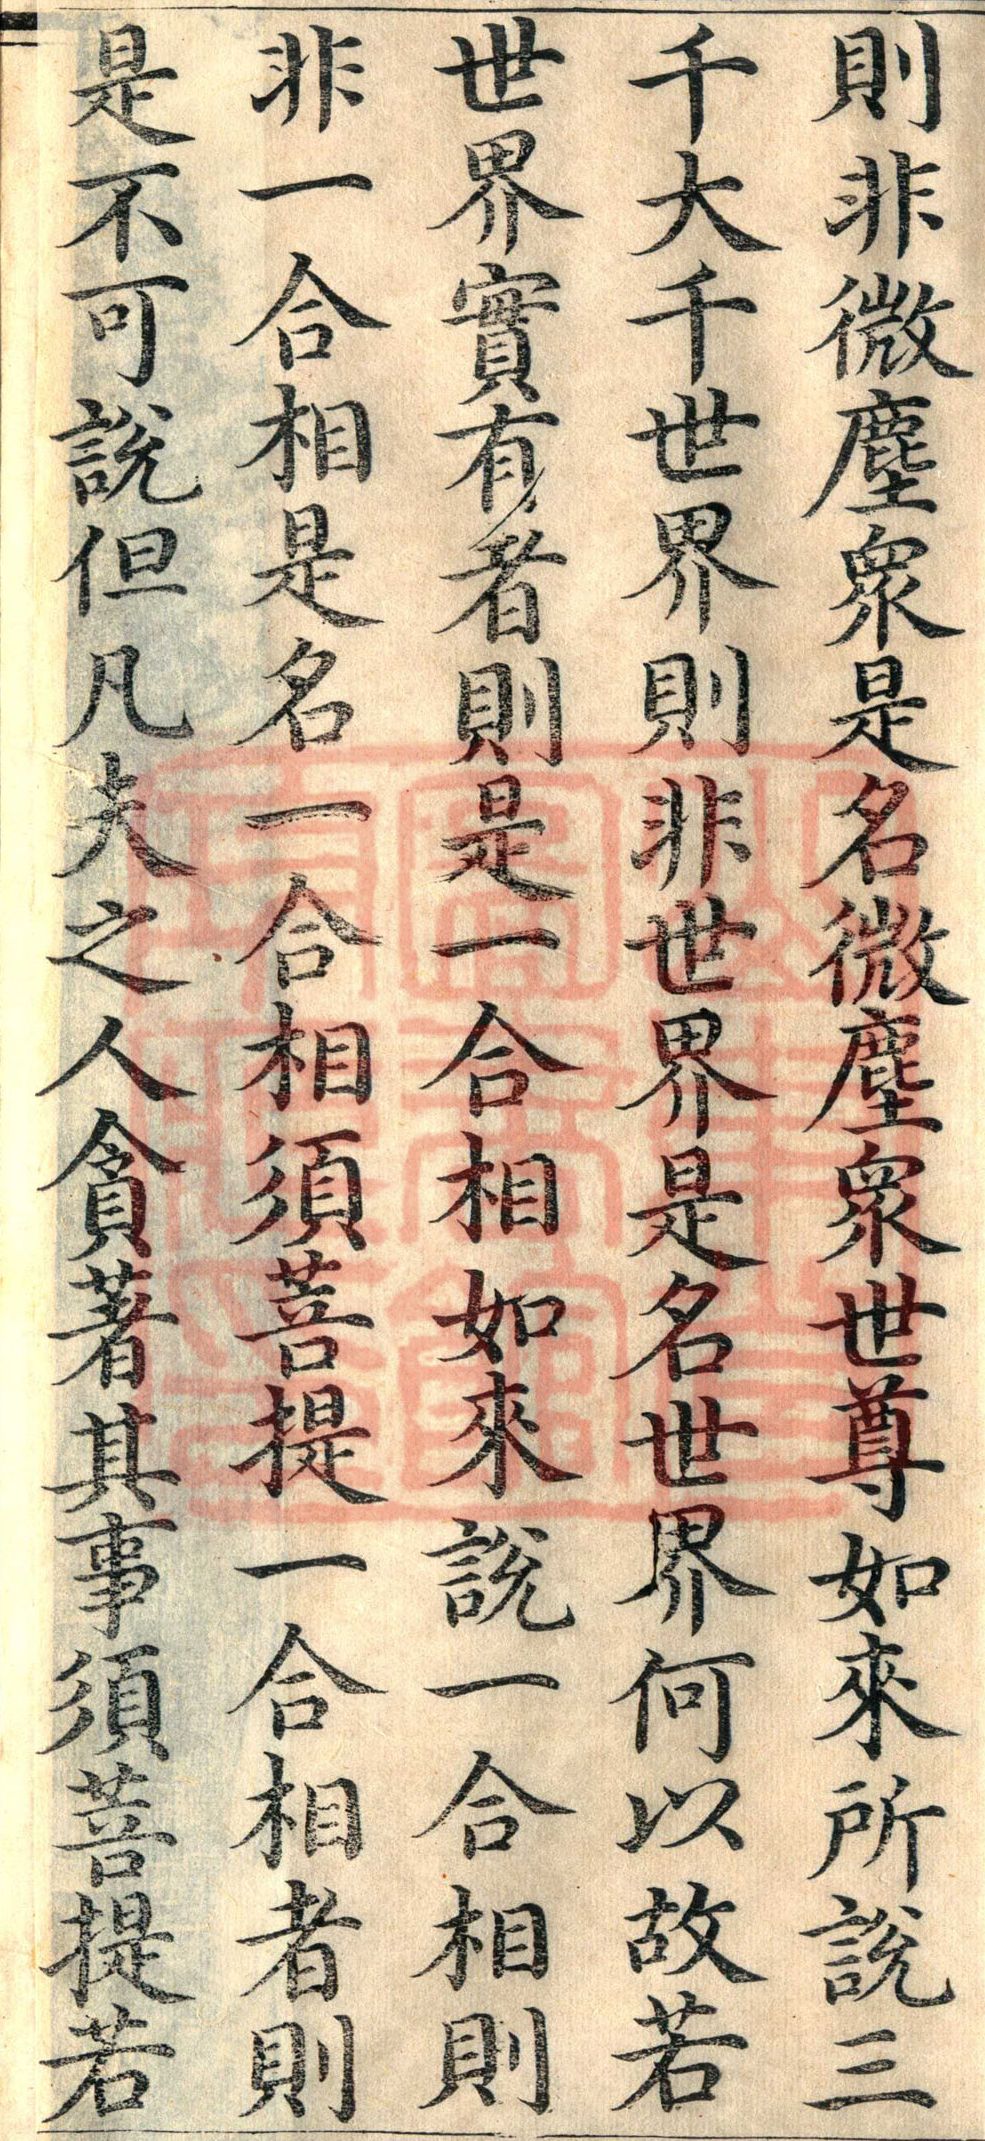 則非微塵眾是名微塵眾世尊如來所說三
千大千世界則非世界是名世界何以故若
世界實有者則是一合相如來說一合相則
非一合相是名一合相須菩提一合相者則
是不可說但凡夫之人貪著其事須菩提若